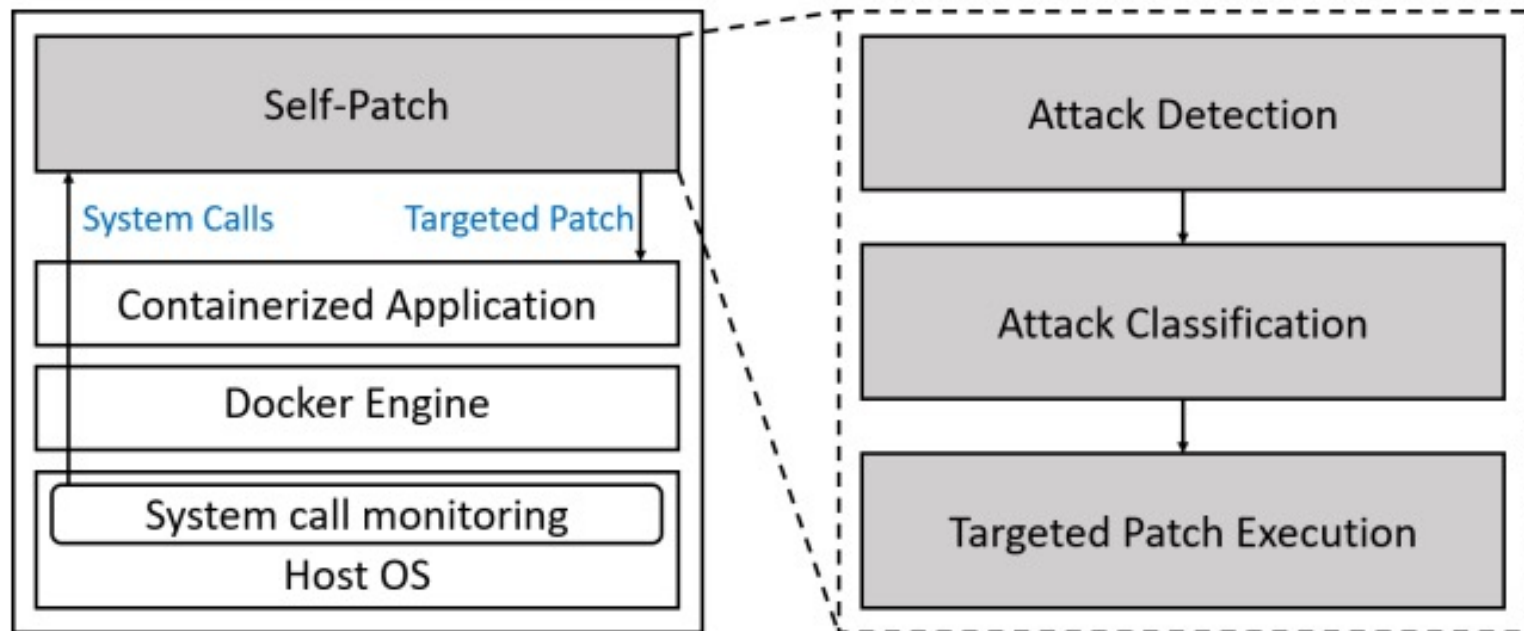 Self-Patch
System Calls
Targeted Patch
Containerized Application
Docker Engine
System call monitoring
Host OS
Attack Detection
Attack Classification
Targeted Patch Execution